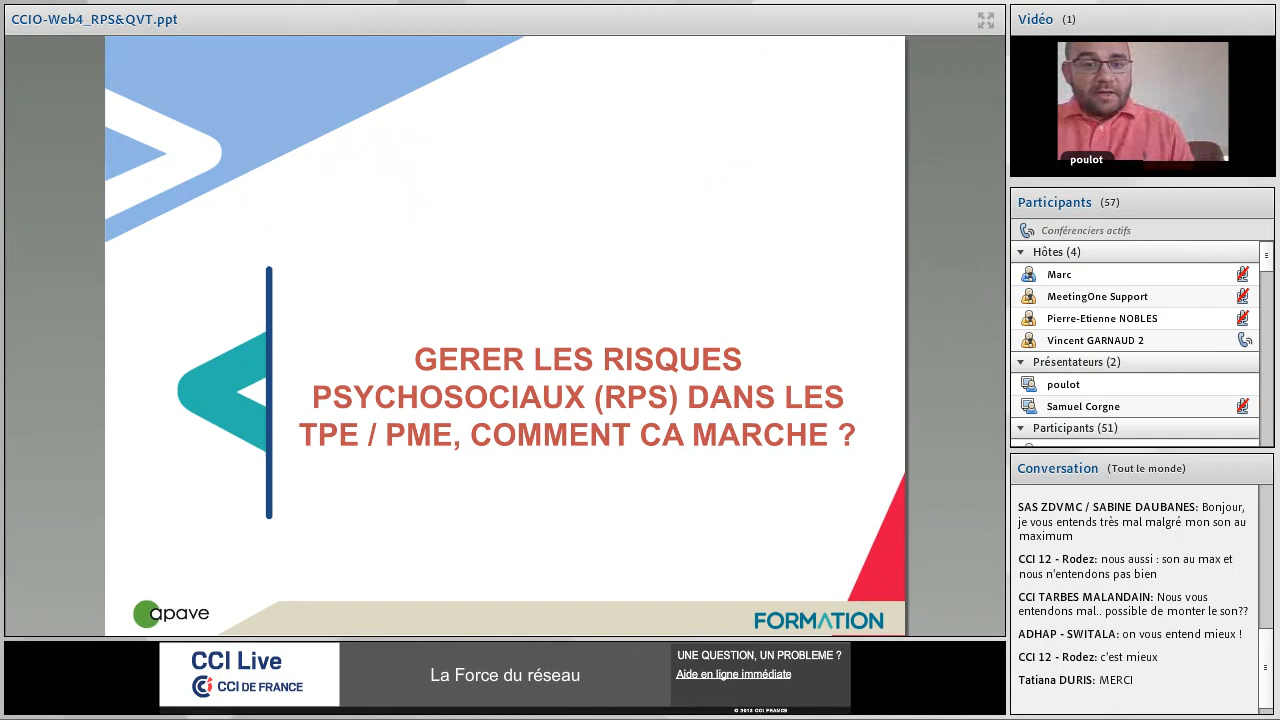 CCIO-Web4_RPS&QVT.ppt
GERER LES RISQUES
PSYCHOSOCIAUX (RPS) DANS LES
TPE / PME, COMMENT CA MARCHE ?
apave
FORMATION
CCI Live
CCI DE FRANCE
La Force du réseau
UNE QUESTION, UN PROBLEME ?
Aide en ligne immédiate
© 2013 CCI FRANCE
Vidéo (1)
poulot
Participants (57)
Conférenciers actifs
Hôtes (4)
Marc
MeetingOne Support
Pierre-Etienne NOBLES
Vincent GARNAUD 2
Présentateurs (2)
poulot
Samuel Corgne
Participants (51)
Conversation (Tout le monde)
SAS ZDVMC / SABINE DAUBANES: Bonjour,
je vous entends très mal malgré mon son au
maximum
CCI 12 - Rodez: nous aussi : son au max et
nous n'entendons pas bien
CCI TARBES MALANDAIN: Nous vous
entendons mal.. possible de monter le son??
ADHAP - SWITALA: on vous entend mieux !
CCI 12 - Rodez: c'est mieux
Tatiana DURIS: MERCI